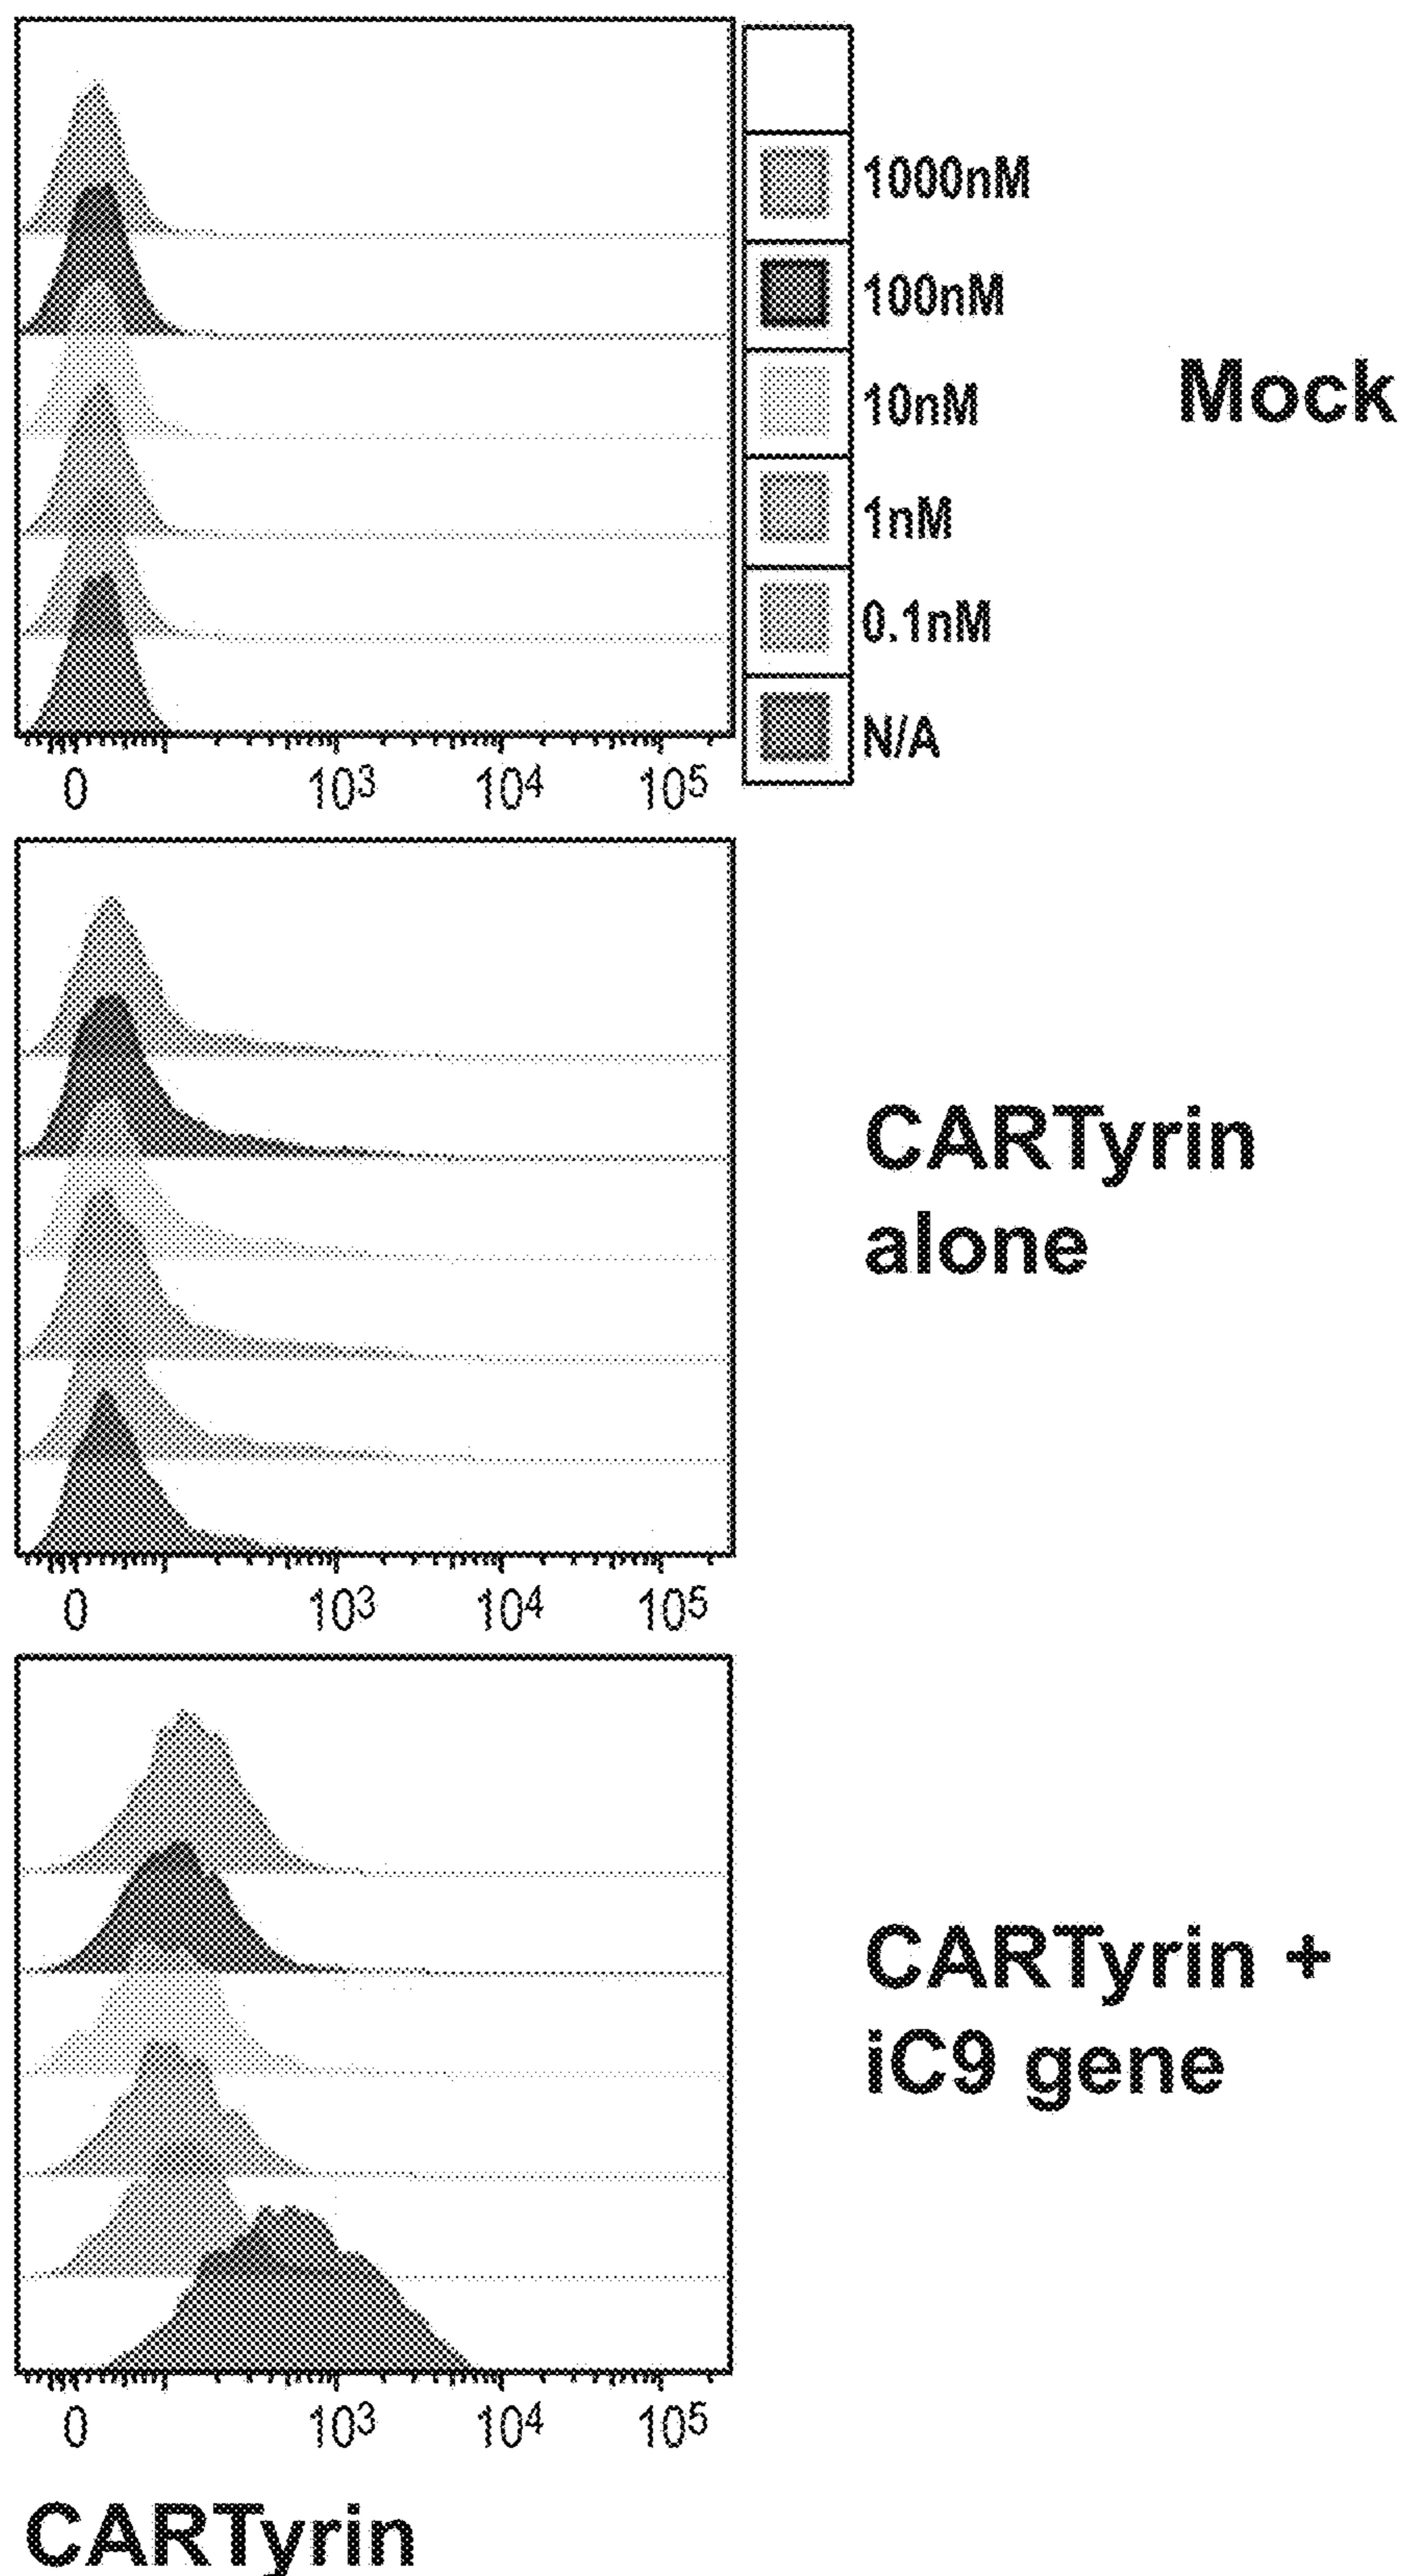 1000nM
100nM
10nM
1nM
0.1nM
N/A
Mock
0 10³ 10⁴ 10⁵
CARTyrin
alone
0 10³ 10⁴ 10⁵
CARTyrin +
iC9 gene
0 10³ 10⁴ 10⁵
CARTyrin